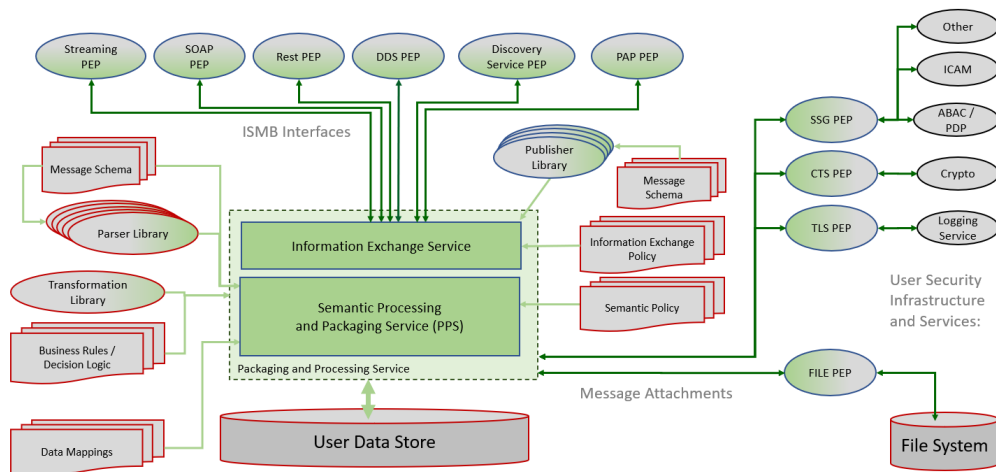 Streaming
PEP
SOAP
PEP
Rest PEP
DDS PEP
Discovery
Service PEP
PAP PEP
Other
ICAM
SSG PEP
ABAC /
PDP
ISMB Interfaces
Message Schema
Publisher
Library
Message
Schema
CTS PEP
Crypto
Parser Library
TLS PEP
Logging
Service
Information Exchange Service
Information Exchange
Policy
Transformation
Library
Semantic Processing
and Packaging Service (PPS)
Semantic Policy
User Security
Infrastructure
and Services:
Business Rules /
Decision Logic
Packaging and Processing Service
Message Attachments
FILE PEP
Data Mappings
User Data Store
File System